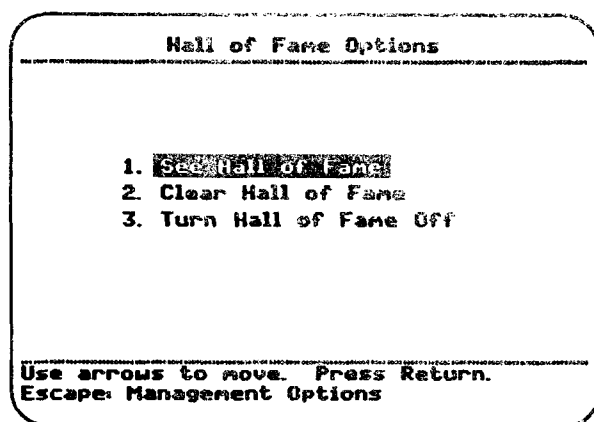 Hall of Fame Options
1. See Hall of Fame
2. Clear Hall of Fame
3. Turn Hall of Fame Off
Use arrows to move. Press Return.
Escape: Management Options